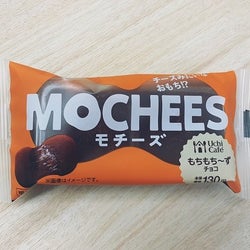 チーズみたいな
おもち!?
MOCHEES
モチーズ
Uchi
Café
もちもち～ず
チョコ
130
※画像はイメージです。